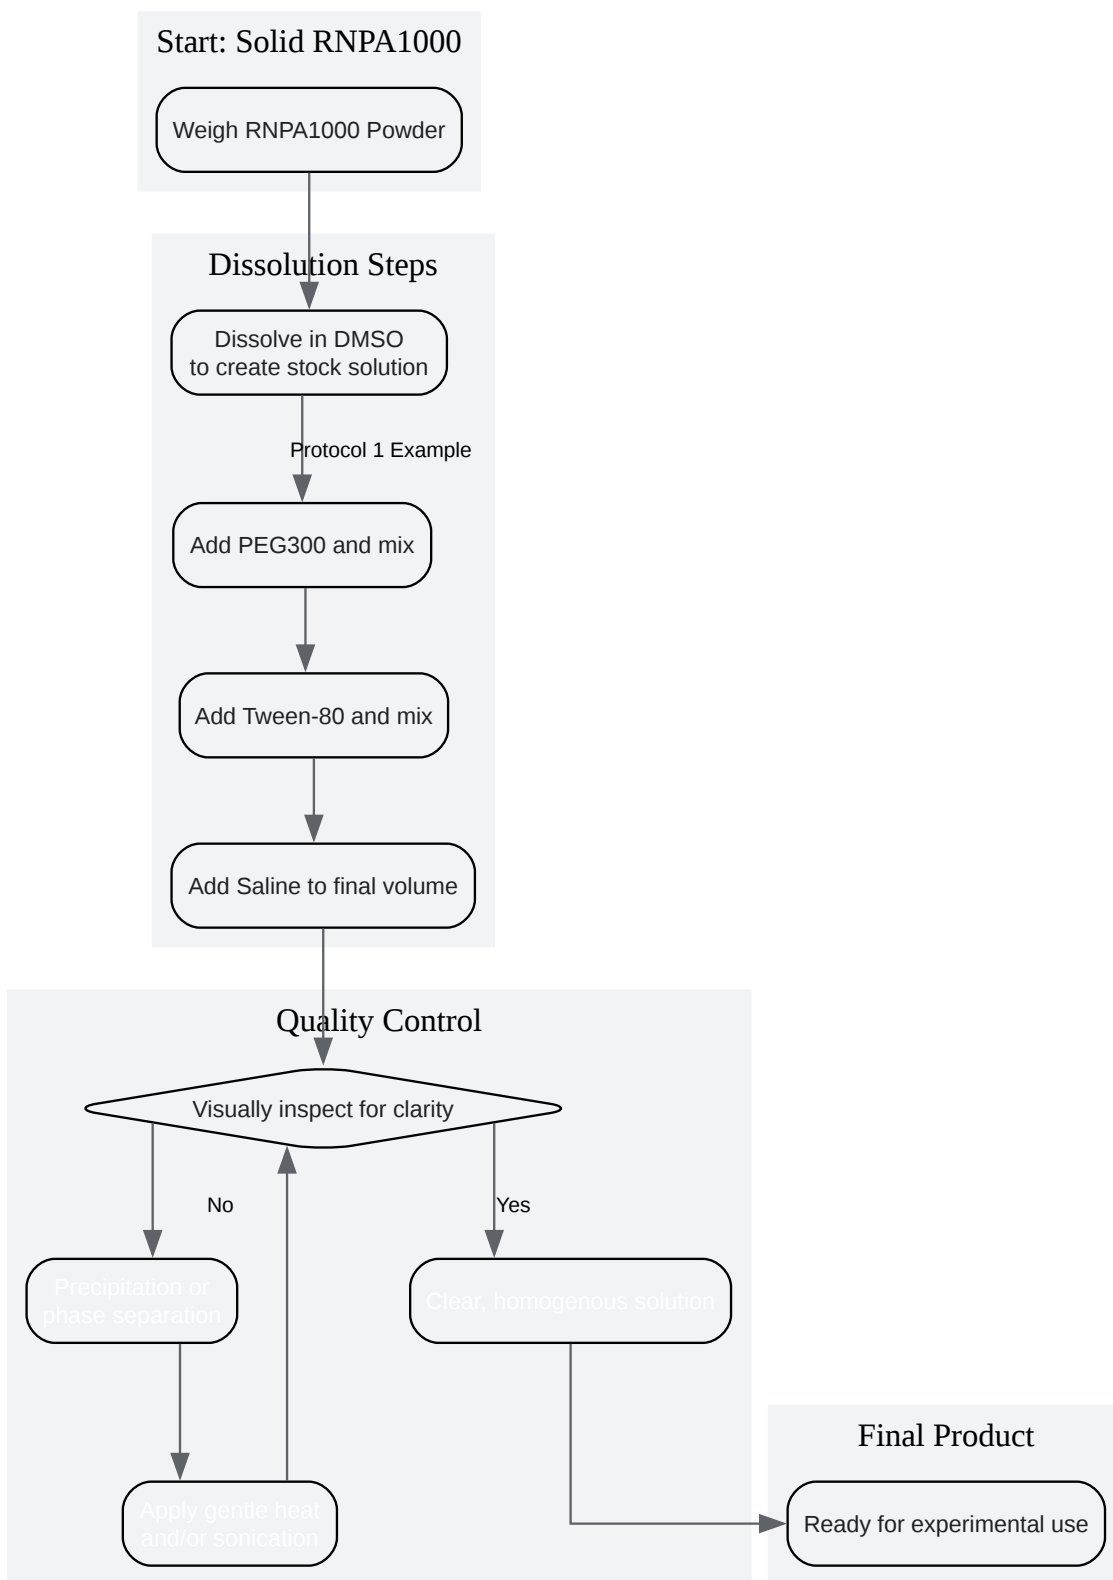 Start: Solid RNPA1000
Weigh RNPA1000 Powder
Dissolution Steps
Dissolve in DMSO
to create stock solution
Protocol 1 Example
Add PEG300 and mix
Add Tween-80 and mix
Add Saline to final volume
Quality Control
Visually inspect for clarity
No
Yes
Precipitation or
phase separation
Clear, homogenous solution
Apply gentle heat
and/or sonication
Final Product
Ready for experimental use